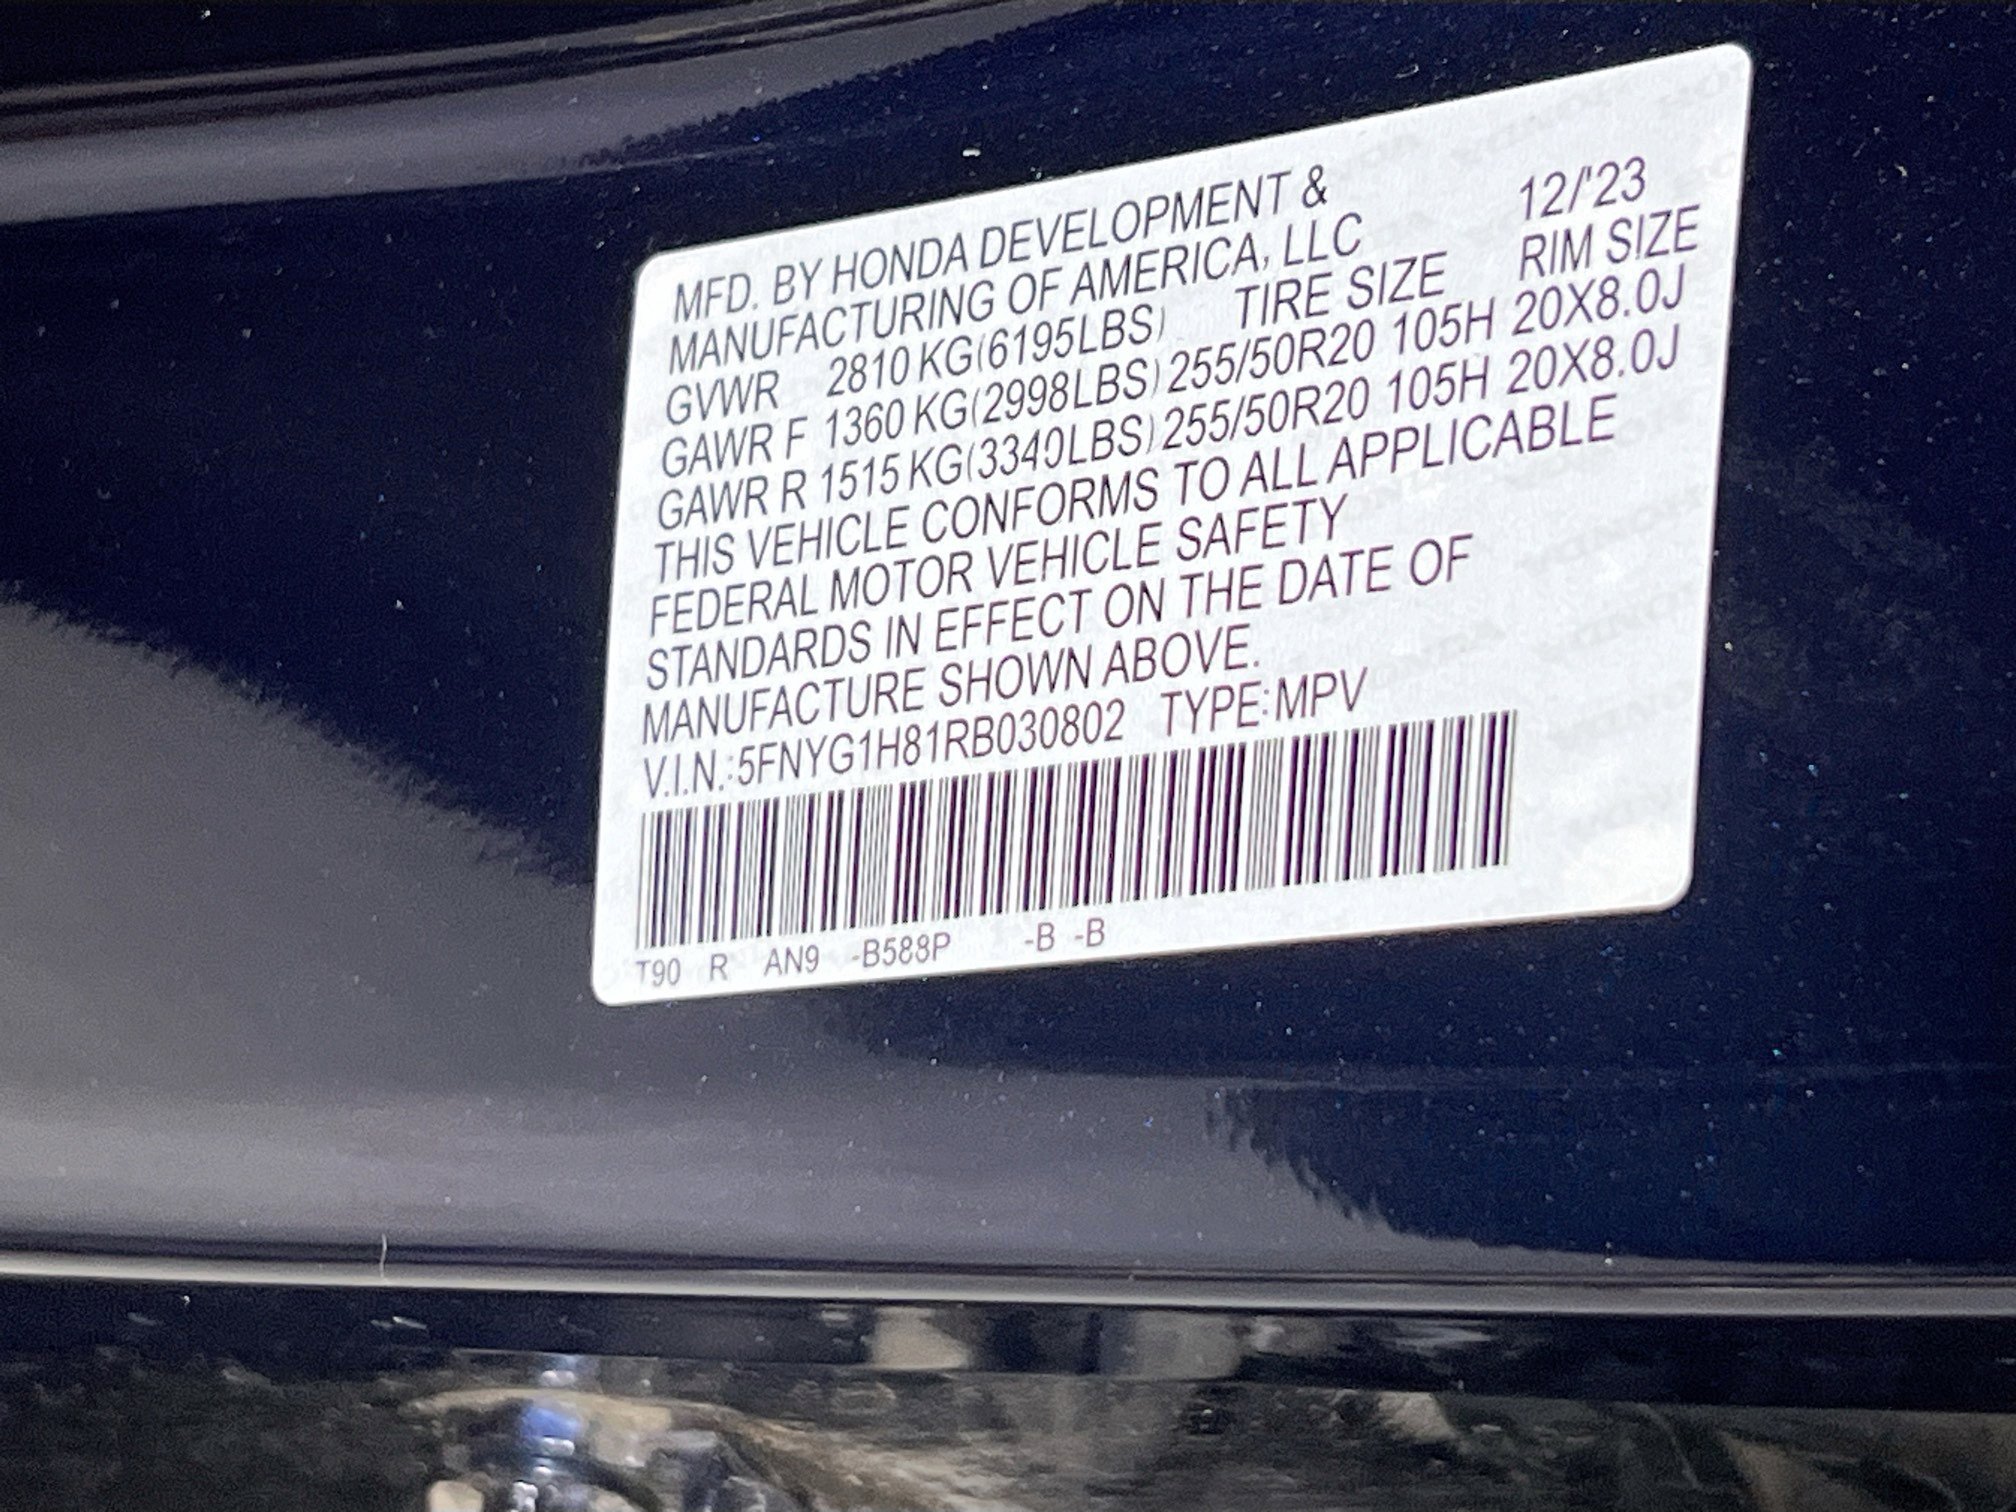 MFD. BY HONDA DEVELOPMENT & 12/'23
MANUFACTURING OF AMERICA, LLC
GVWR 2810 KG(6195LBS) TIRE SIZE RIM SIZE
GAWR F 1360 KG(2998LBS) 255/50R20 105H 20X8.0J
GAWR R 1515 KG(3340LBS) 255/50R20 105H 20X8.0J
THIS VEHICLE CONFORMS TO ALL APPLICABLE
FEDERAL MOTOR VEHICLE SAFETY
STANDARDS IN EFFECT ON THE DATE OF
MANUFACTURE SHOWN ABOVE.
V.I.N.:5FNYG1H81RB030802 TYPE:MPV
T90 R AN9 -B588P -B -B